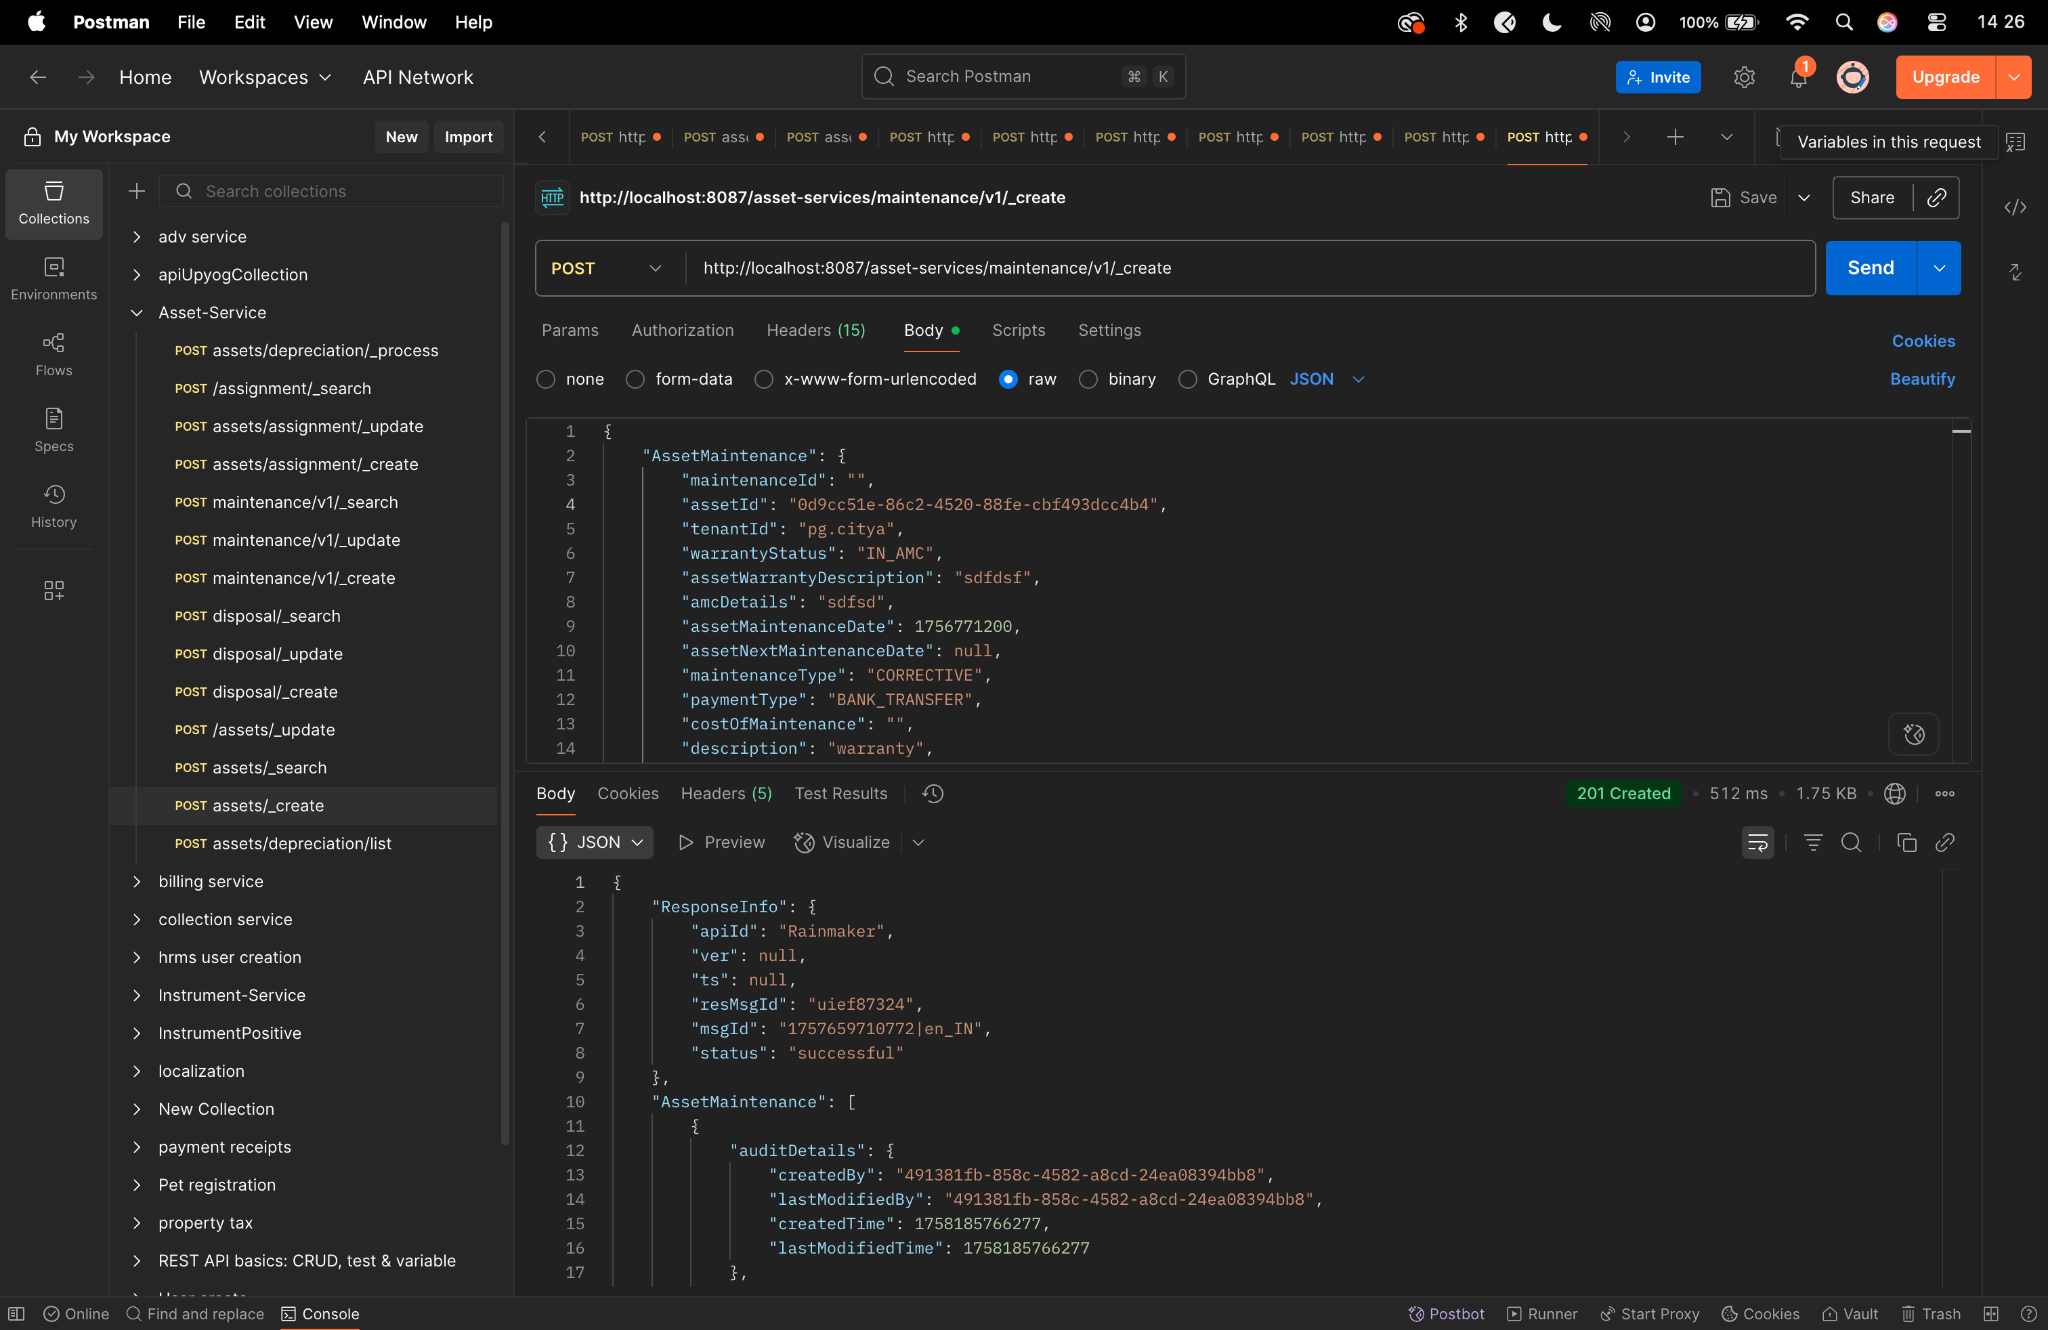 Postman File Edit View Window Help 100% 14 26
Home Workspaces API Network Search Postman ⌘ K Invite 1 Upgrade
My Workspace New Import
POST http POST ass POST ass POST http POST http POST http POST http POST http POST http POST http
Variables in this request
Collections
Environments
Flows
Specs
History
Search collections
adv service
apiUpyogCollection
Asset-Service
POST assets/depreciation/_process
POST /assignment/_search
POST assets/assignment/_update
POST assets/assignment/_create
POST maintenance/v1/_search
POST maintenance/v1/_update
POST maintenance/v1/_create
POST disposal/_search
POST disposal/_update
POST disposal/_create
POST /assets/_update
POST assets/_search
POST assets/_create
POST assets/depreciation/list
billing service
collection service
hrms user creation
Instrument-Service
InstrumentPositive
localization
New Collection
payment receipts
Pet registration
property tax
REST API basics: CRUD, test & variable
HTTP http://localhost:8087/asset-services/maintenance/v1/_create Save Share
POST http://localhost:8087/asset-services/maintenance/v1/_create Send
Params Authorization Headers (15) Body Scripts Settings Cookies
none form-data x-www-form-urlencoded raw binary GraphQL JSON Beautify
1 {
2 "AssetMaintenance": {
3 "maintenanceId": "",
4 "assetId": "0d9cc51e-86c2-4520-88fe-cbf493dcc4b4",
5 "tenantId": "pg.citya",
6 "warrantyStatus": "IN_AMC",
7 "assetWarrantyDescription": "sdfdsf",
8 "amcDetails": "sdfsd",
9 "assetMaintenanceDate": 1756771200,
10 "assetNextMaintenanceDate": null,
11 "maintenanceType": "CORRECTIVE",
12 "paymentType": "BANK_TRANSFER",
13 "costOfMaintenance": "",
14 "description": "warranty",
Body Cookies Headers (5) Test Results 201 Created 512 ms 1.75 KB
{} JSON Preview Visualize
1 {
2 "ResponseInfo": {
3 "apiId": "Rainmaker",
4 "ver": null,
5 "ts": null,
6 "resMsgId": "uief87324",
7 "msgId": "1757659710772|en_IN",
8 "status": "successful"
9 },
10 "AssetMaintenance": [
11 {
12 "auditDetails": {
13 "createdBy": "491381fb-858c-4582-a8cd-24ea08394bb8",
14 "lastModifiedBy": "491381fb-858c-4582-a8cd-24ea08394bb8",
15 "createdTime": 1758185766277,
16 "lastModifiedTime": 1758185766277
17 },
Online Find and replace Console Postbot Runner Start Proxy Cookies Vault Trash